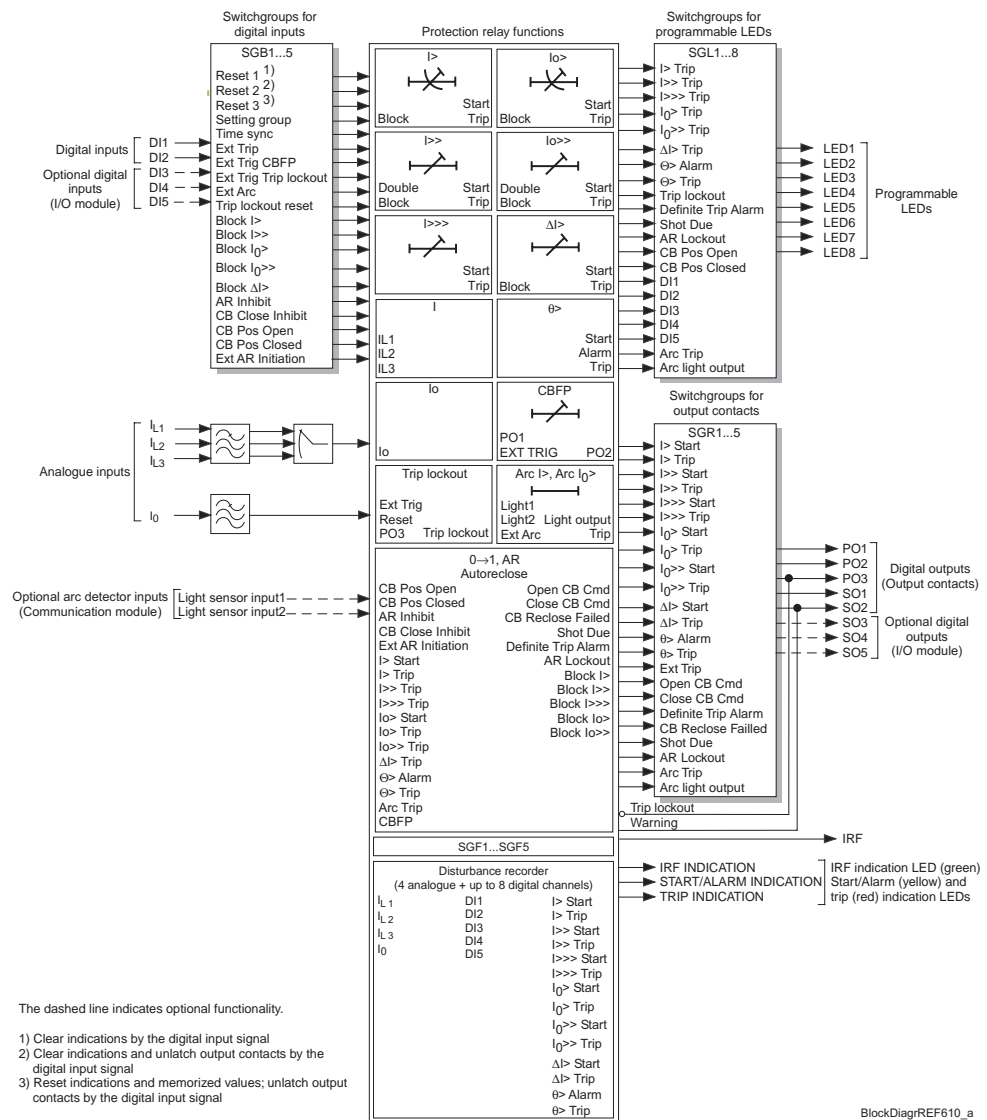 Switchgroups for
digital inputs
SGB1...5
Reset 1 1)
Reset 2 2)
Reset 3 3)
Setting group
Time sync
Ext Trip
Ext Trig CBFP
Ext Trig Trip lockout
Ext Arc
Trip lockout reset
Block I>
Block I>>
Block I0>
Block I0>>
Block ΔI>
AR Inhibit
CB Close Inhibit
CB Pos Open
CB Pos Closed
Ext AR Initiation
Digital inputs
DI1
DI2
Optional digital
inputs
(I/O module)
DI3
DI4
DI5
Analogue inputs
IL1
IL2
IL3
I0
Optional arc detector inputs
(Communication module)
Light sensor input1
Light sensor input2
Protection relay functions
I>
Start
Block Trip
Io>
Start
Block Trip
I>>
Double Start
Block Trip
Io>>
Double Start
Block Trip
I>>>
Start
Trip
ΔI>
Start
Block Trip
I
IL1
IL2
IL3
θ>
Start
Alarm
Trip
Io
Io
CBFP
PO1
EXT TRIG PO2
Trip lockout
Ext Trig
Reset
PO3 Trip lockout
Arc I>, Arc I0>
Light1
Light2 Light output
Ext Arc Trip
0→1, AR
Autoreclose
CB Pos Open
CB Pos Closed
AR Inhibit
CB Close Inhibit
Ext AR Initiation
I> Start
I> Trip
I>> Trip
I>>> Trip
Io> Start
Io> Trip
Io>> Trip
ΔI> Trip
Θ> Alarm
Θ> Trip
Arc Trip
CBFP
Open CB Cmd
Close CB Cmd
CB Reclose Failed
Shot Due
Definite Trip Alarm
AR Lockout
Block I>
Block I>>
Block I>>>
Block Io>
Block Io>>
SGF1...SGF5
Disturbance recorder
(4 analogue + up to 8 digital channels)
IL 1
IL 2
IL 3
I0
DI1
DI2
DI3
DI4
DI5
I> Start
I> Trip
I>> Start
I>> Trip
I>>> Start
I>>> Trip
I0> Start
I0> Trip
I0>> Start
I0>> Trip
ΔI> Start
ΔI> Trip
θ> Alarm
θ> Trip
Switchgroups for
programmable LEDs
SGL1...8
I> Trip
I>> Trip
I>>> Trip
I0> Trip
I0>> Trip
ΔI> Trip
Θ> Alarm
Θ> Trip
Trip lockout
Definite Trip Alarm
Shot Due
AR Lockout
CB Pos Open
CB Pos Closed
DI1
DI2
DI3
DI4
DI5
Arc Trip
Arc light output
LED1
LED2
LED3
LED4
LED5
LED6
LED7
LED8
Programmable
LEDs
Switchgroups for
output contacts
SGR1...5
I> Start
I> Trip
I>> Start
I>> Trip
I>>> Start
I>>> Trip
I0> Start
I0> Trip
I0>> Start
I0>> Trip
ΔI> Start
ΔI> Trip
θ> Alarm
θ> Trip
Ext Trip
Open CB Cmd
Close CB Cmd
Definite Trip Alarm
CB Reclose Failled
Shot Due
AR Lockout
Arc Trip
Arc light output
PO1
PO2
PO3
SO1
SO2
Digital outputs
(Output contacts)
SO3
SO4
SO5
Optional digital
outputs
(I/O module)
Trip lockout
Warning
IRF
IRF INDICATION
START/ALARM INDICATION
TRIP INDICATION
IRF indication LED (green)
Start/Alarm (yellow) and
trip (red) indication LEDs
The dashed line indicates optional functionality.
1) Clear indications by the digital input signal
2) Clear indications and unlatch output contacts by the
digital input signal
3) Reset indications and memorized values; unlatch output
contacts by the digital input signal
BlockDiagrREF610_a